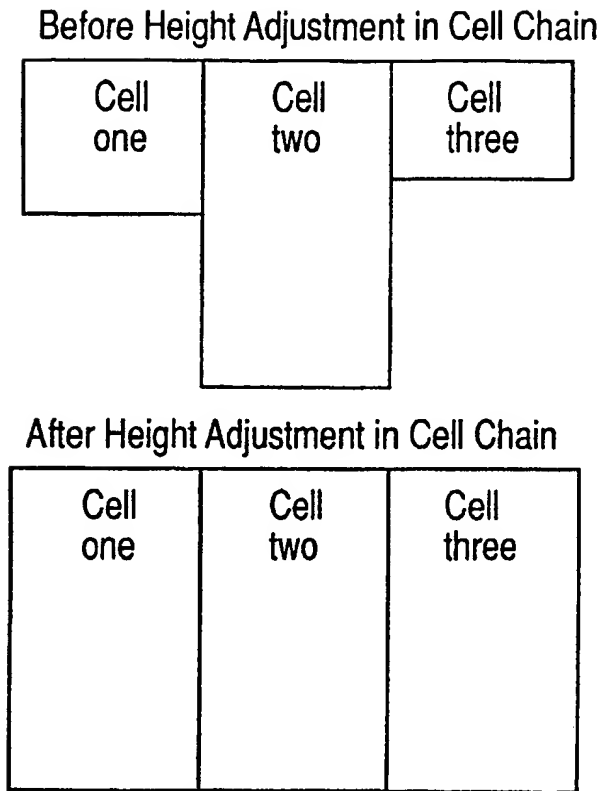 Before Height Adjustment in Cell Chain
Cell
one
Cell
two
Cell
three
After Height Adjustment in Cell Chain
Cell
one
Cell
two
Cell
three